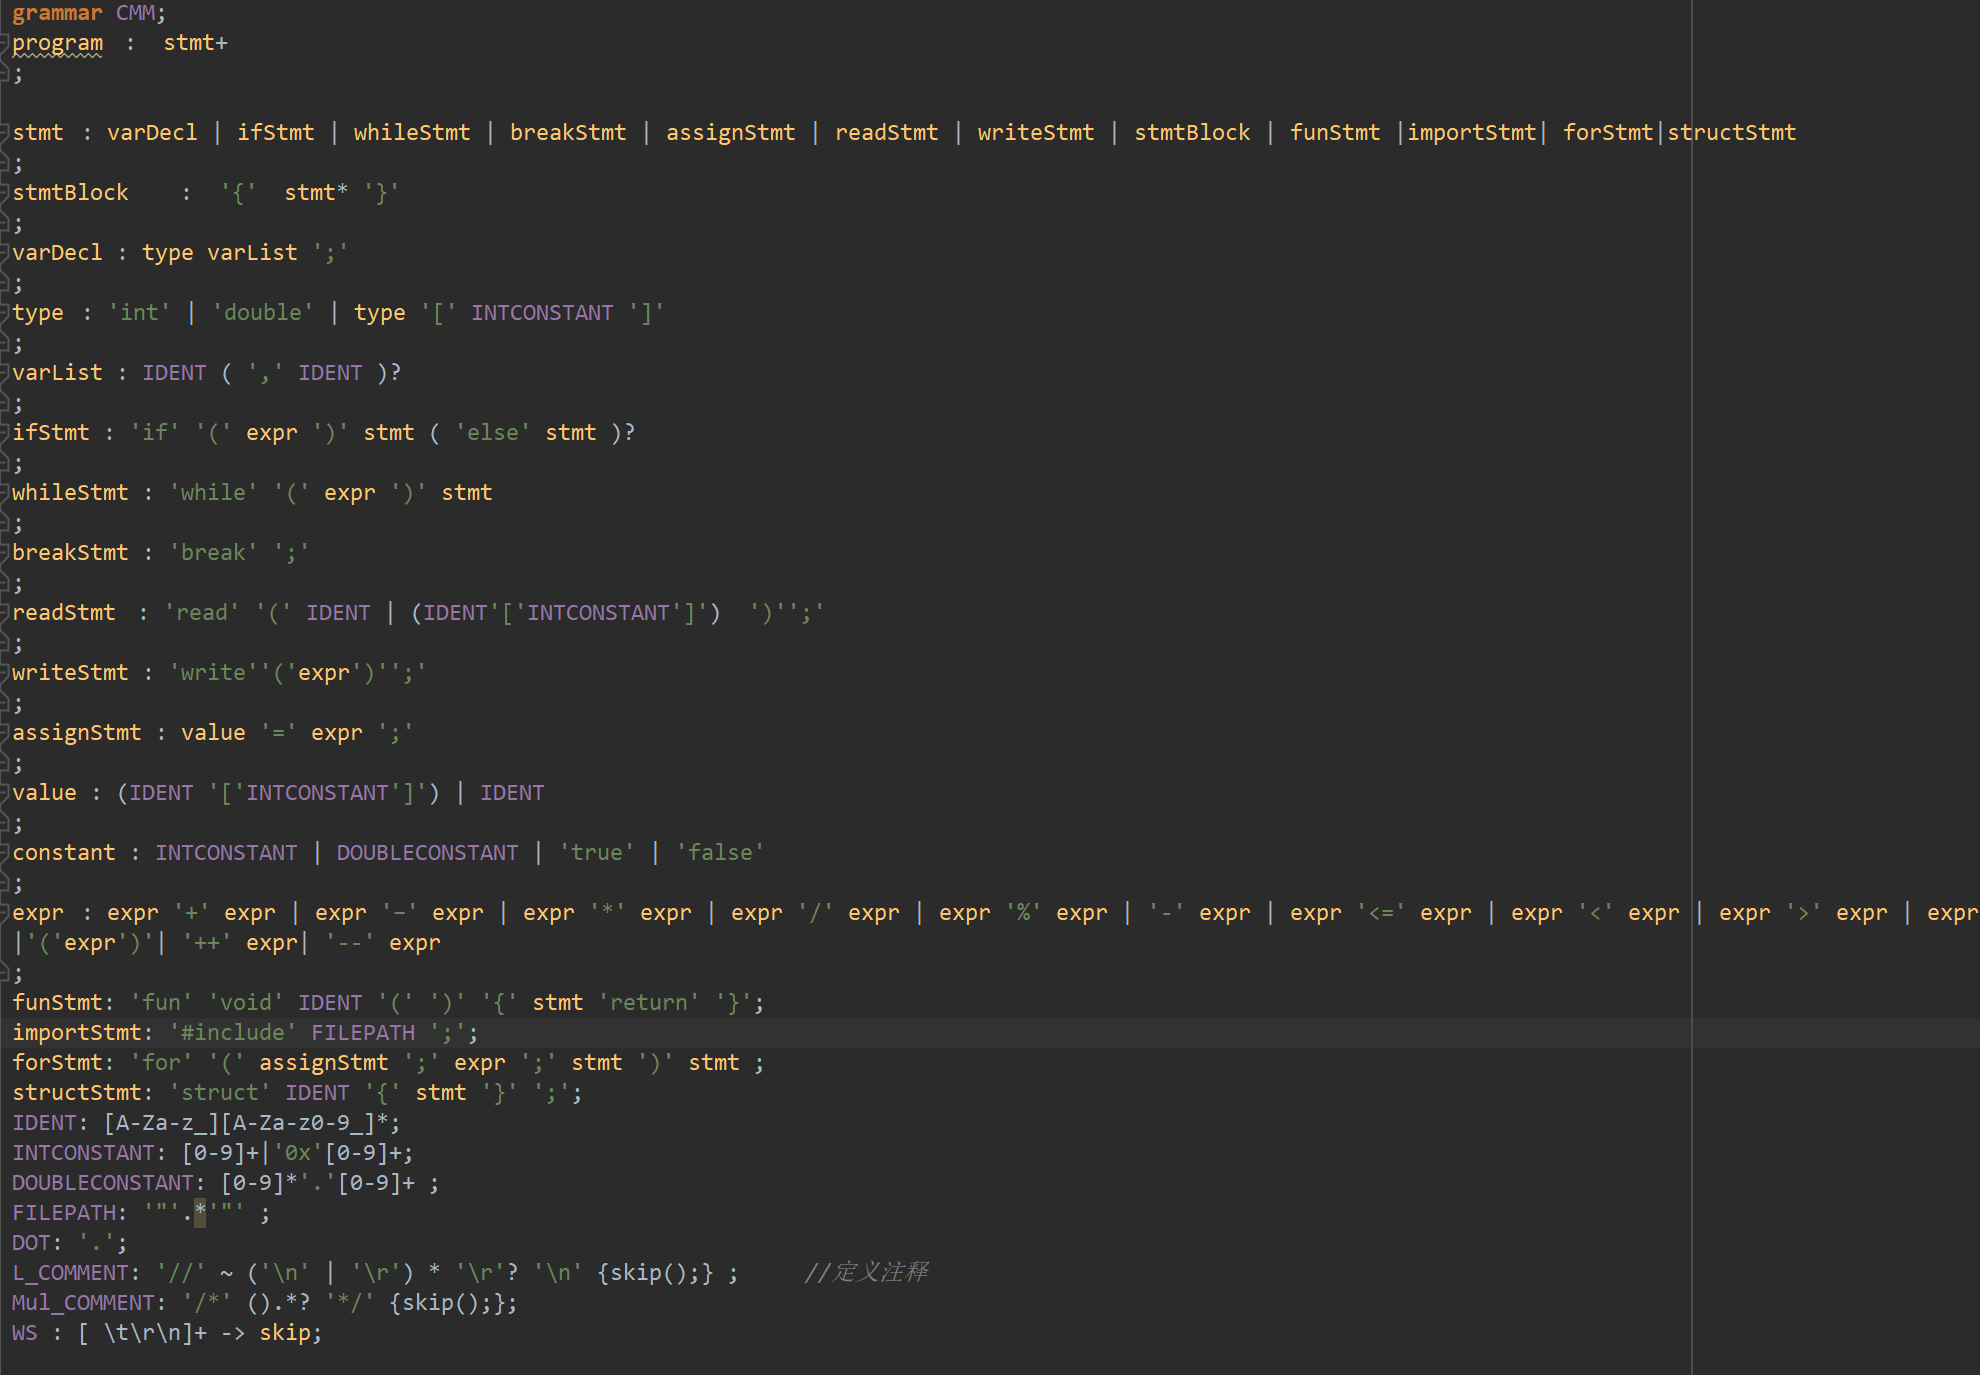 grammar CMM;
program  :  stmt+
;
stmt : varDecl | ifStmt | whileStmt | breakStmt | assignStmt | readStmt | writeStmt | stmtBlock | funStmt |importStmt| forStmt|structStmt
;
stmtBlock    :  '{'  stmt* '}'
;
varDecl : type varList ';'
;
type : 'int' | 'double' | type '[' INTCONSTANT ']'
;
varList : IDENT ( ',' IDENT )?
;
ifStmt : 'if' '(' expr ')' stmt ( 'else' stmt )?
;
whileStmt : 'while' '(' expr ')' stmt
;
breakStmt : 'break' ';'
;
readStmt  : 'read' '(' IDENT | (IDENT'['INTCONSTANT']')  ')'';'
;
writeStmt : 'write''('expr')'';'
;
assignStmt : value '=' expr ';'
;
value : (IDENT '['INTCONSTANT']') | IDENT
;
constant : INTCONSTANT | DOUBLECONSTANT | 'true' | 'false'
;
expr : expr '+' expr | expr '−' expr | expr '*' expr | expr '/' expr | expr '%' expr | '-' expr | expr '<=' expr | expr '<' expr | expr '>' expr | expr
|'('expr')'| '++' expr| '--' expr
;
funStmt: 'fun' 'void' IDENT '(' ')' '{' stmt 'return' '}';
importStmt: '#include' FILEPATH ';';
forStmt: 'for' '(' assignStmt ';' expr ';' stmt ')' stmt ;
structStmt: 'struct' IDENT '{' stmt '}' ';';
IDENT: [A-Za-z_][A-Za-z0-9_]*;
INTCONSTANT: [0-9]+|'0x'[0-9]+;
DOUBLECONSTANT: [0-9]*'.'[0-9]+ ;
FILEPATH: '"'.*'"' ;
DOT: '.';
L_COMMENT: '//' ~ ('\n' | '\r') * '\r'? '\n' {skip();} ;     //定义注释
Mul_COMMENT: '/*' ().*? '*/' {skip();};
WS : [ \t\r\n]+ -> skip;